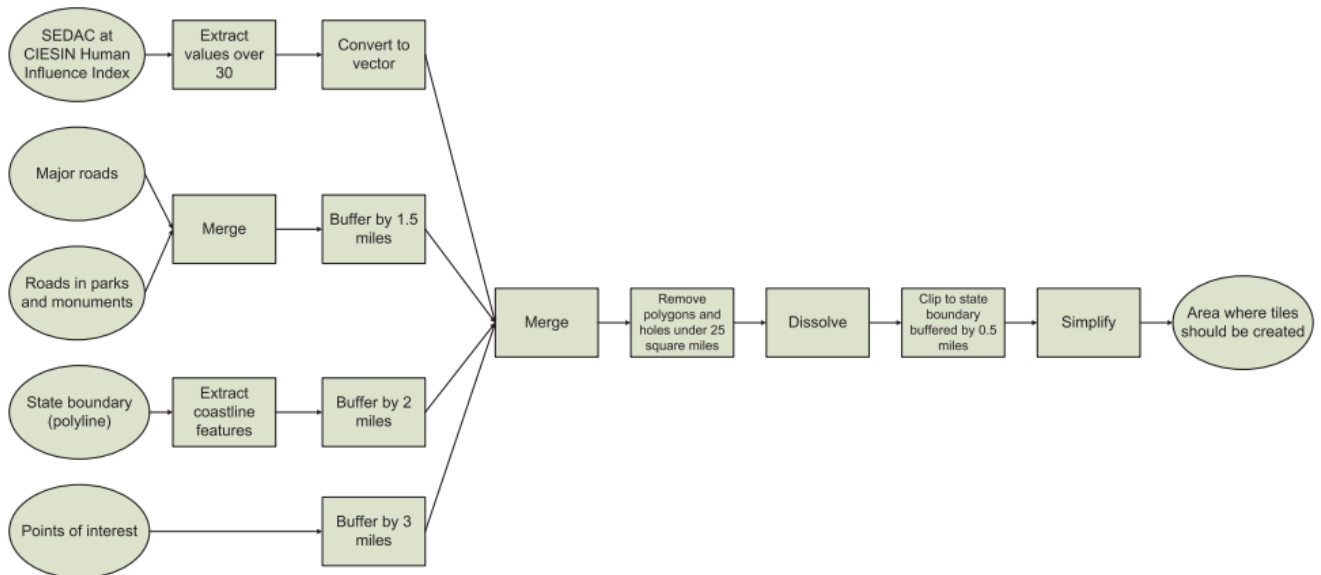 SEDAC at
CIESIN Human
Influence Index
Extract
values over
30
Convert to
vector
Major roads
Roads in parks
and monuments
Merge
Buffer by 1.5
miles
State boundary
(polyline)
Extract
coastline
features
Buffer by 2
miles
Points of interest
Buffer by 3
miles
Merge
Remove
polygons and
holes under 25
square miles
Dissolve
Clip to state
boundary
buffered by 0.5
miles
Simplify
Area where tiles
should be created